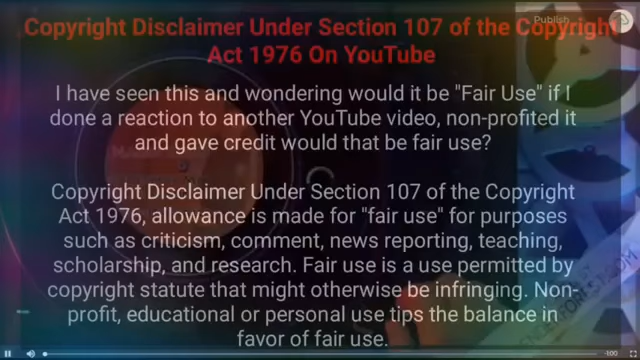 Publish
Copyright Disclaimer Under Section 107 of the Copyright
Act 1976 On YouTube
I have seen this and wondering would it be "Fair Use" if I
done a reaction to another YouTube video, non-profited it
and gave credit would that be fair use?
Copyright Disclaimer Under Section 107 of the Copyright
Act 1976, allowance is made for "fair use" for purposes
such as criticism, comment, news reporting, teaching,
scholarship, and research. Fair use is a use permitted by
copyright statute that might otherwise be infringing. Non-
profit, educational or personal use tips the balance in
favor of fair use.
-100